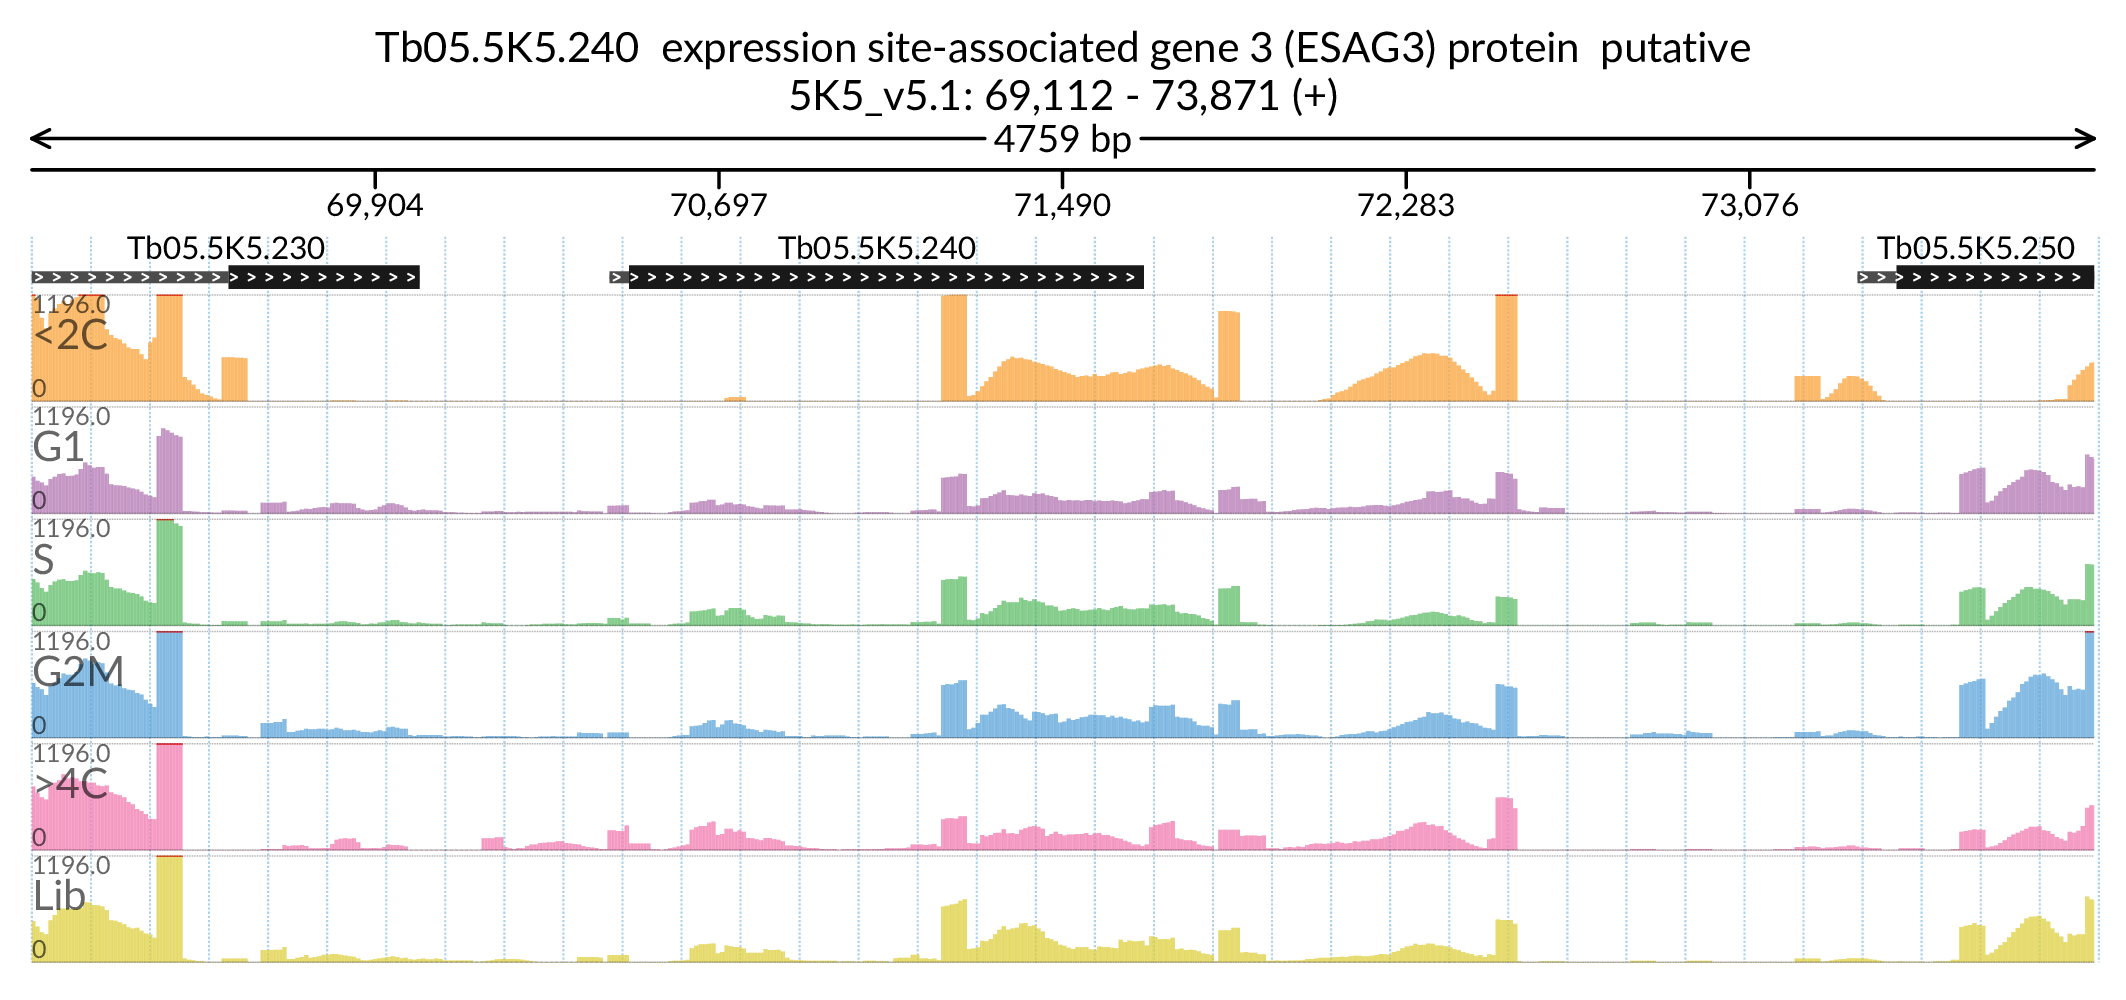 Tb05.5K5.240 expression site-associated gene 3 (ESAG3) protein putative
5K5_v5.1: 69,112 - 73,871 (+)
4759 bp
69,904 70,697 71,490 72,283 73,076
Tb05.5K5.230 Tb05.5K5.240 Tb05.5K5.250
1196.0
<2C
0
1196.0
G1
0
1196.0
S
0
1196.0
G2M
0
1196.0
>4C
0
1196.0
Lib
0